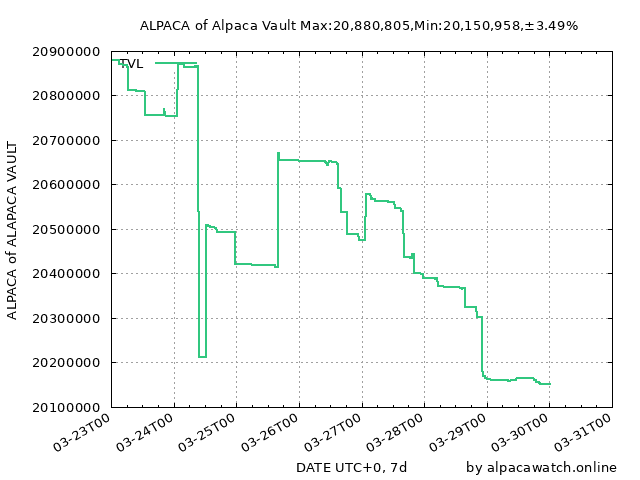 ALPACA of Alpaca Vault Max:20,880,805,Min:20,150,958,±3.49%
TVL
ALPACA of ALAPACA VAULT
20900000
20800000
20700000
20600000
20500000
20400000
20300000
20200000
20100000
03-23T00
03-24T00
03-25T00
03-26T00
03-27T00
03-28T00
03-29T00
03-30T00
03-31T00
DATE UTC+0, 7d
by alpacawatch.online